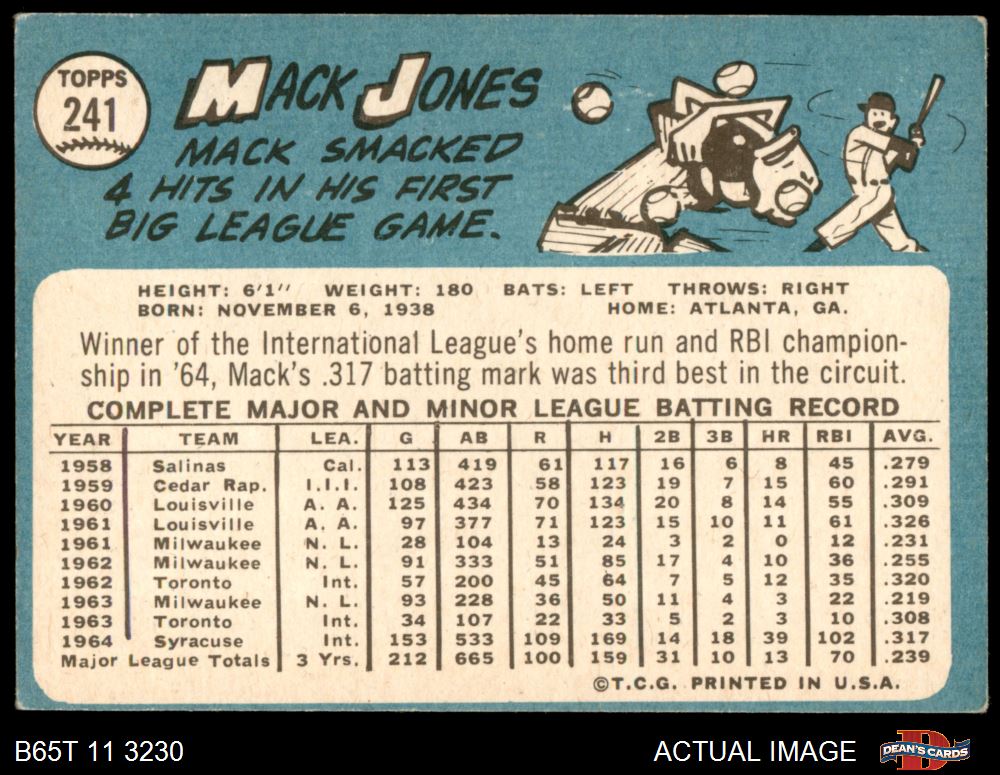 TOPPS
241
MACK JONES
MACK SMACKED
4 HITS IN HIS FIRST
BIG LEAGUE GAME.
HEIGHT: 6'1" WEIGHT: 180 BATS: LEFT THROWS: RIGHT
BORN: NOVEMBER 6, 1938 HOME: ATLANTA, GA.
Winner of the International League's home run and RBI champion-
ship in '64, Mack's .317 batting mark was third best in the circuit.
COMPLETE MAJOR AND MINOR LEAGUE BATTING RECORD
YEAR TEAM LEA. G AB R H 2B 3B HR RBI AVG.
1958 Salinas Cal. 113 419 61 117 16 6 8 45 .279
1959 Cedar Rap. I.I.I. 108 423 58 123 19 7 15 60 .291
1960 Louisville A. A. 125 434 70 134 20 8 14 55 .309
1961 Louisville A. A. 97 377 71 123 15 10 11 61 .326
1961 Milwaukee N. L. 28 104 13 24 3 2 0 12 .231
1962 Milwaukee N. L. 91 333 51 85 17 4 10 36 .255
1962 Toronto Int. 57 200 45 64 7 5 12 35 .320
1963 Milwaukee N. L. 93 228 36 50 11 4 3 22 .219
1963 Toronto Int. 34 107 22 33 5 2 3 10 .308
1964 Syracuse Int. 153 533 109 169 14 18 39 102 .317
Major League Totals 3 Yrs. 212 665 100 159 31 10 13 70 .239
©T.C.G. PRINTED IN U.S.A.
B65T 11 3230 ACTUAL IMAGE DEAN'S CARDS